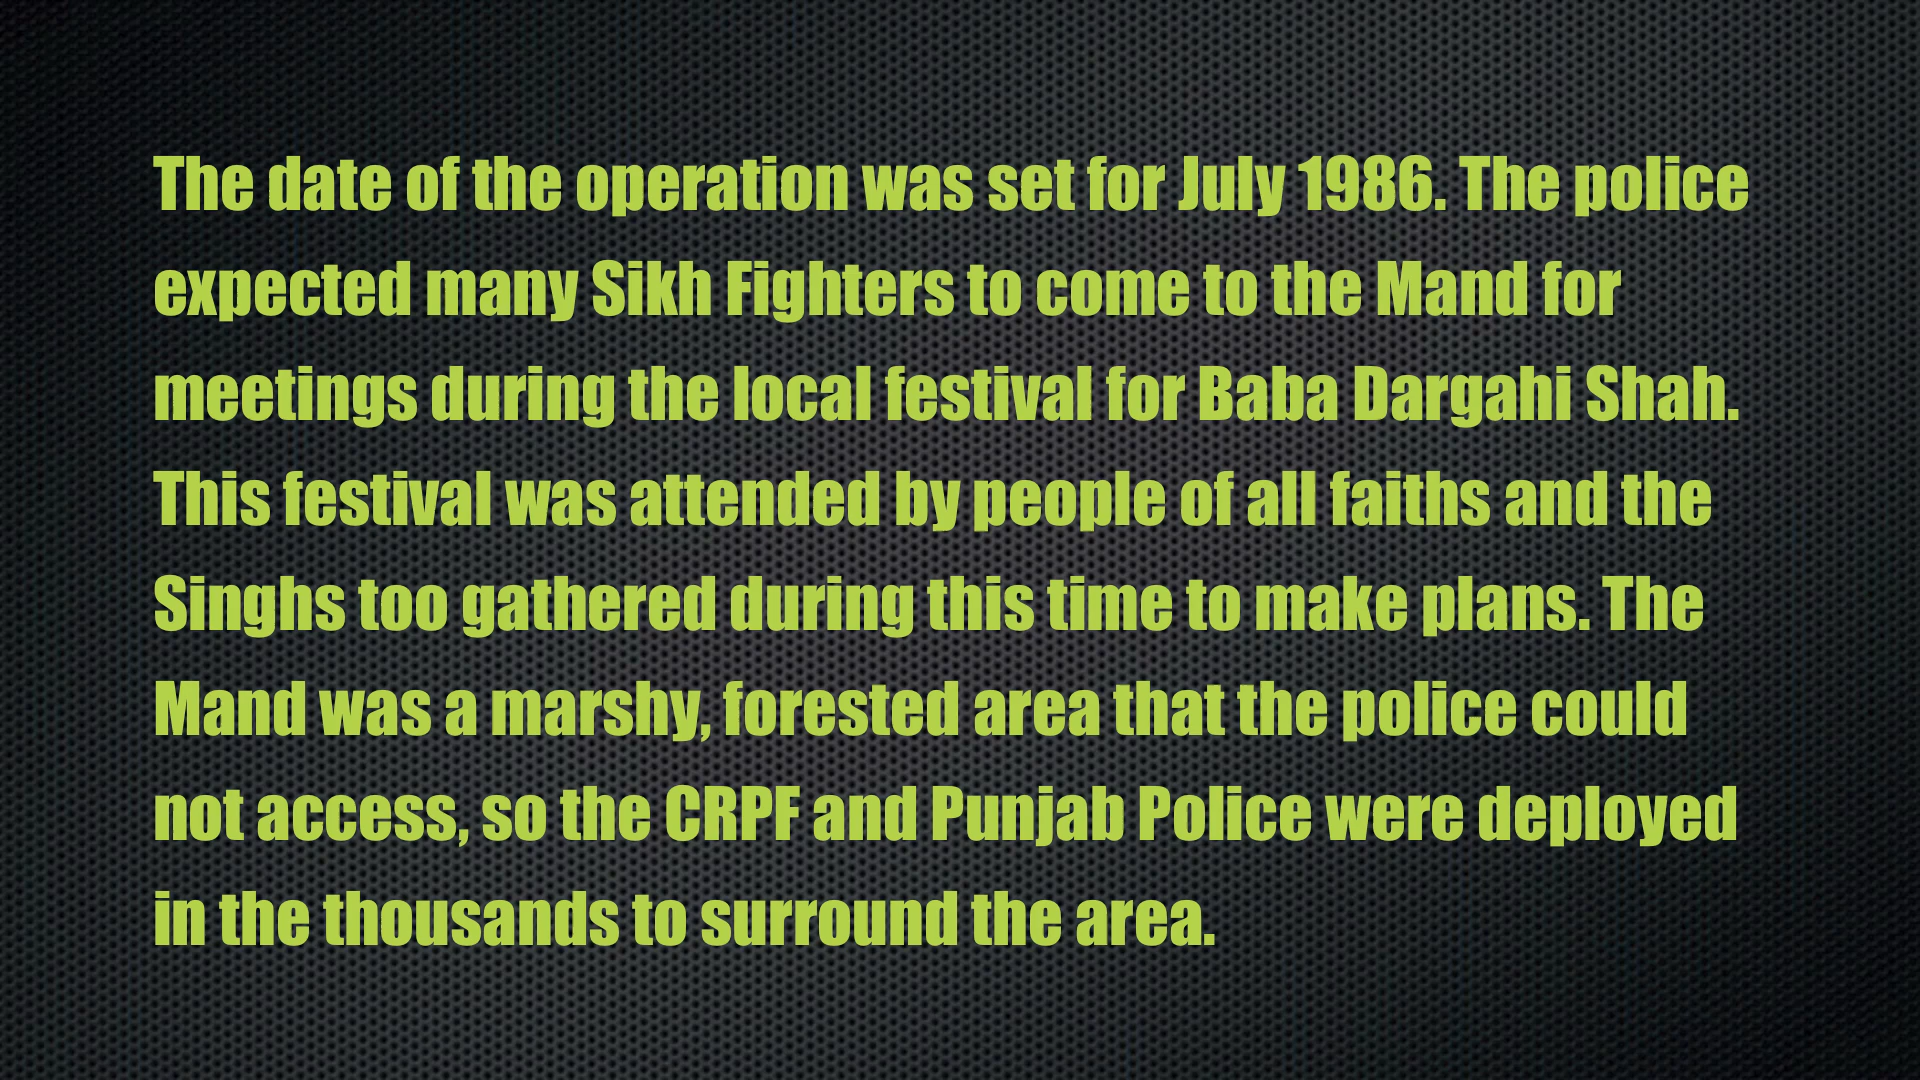 The date of the operation was set for July 1986. The police
expected many Sikh Fighters to come to the Mand for
meetings during the local festival for Baba Dargahi Shah.
This festival was attended by people of all faiths and the
Singhs too gathered during this time to make plans. The
Mand was a marshy, forested area that the police could
not access, so the CRPF and Punjab Police were deployed
in the thousands to surround the area.